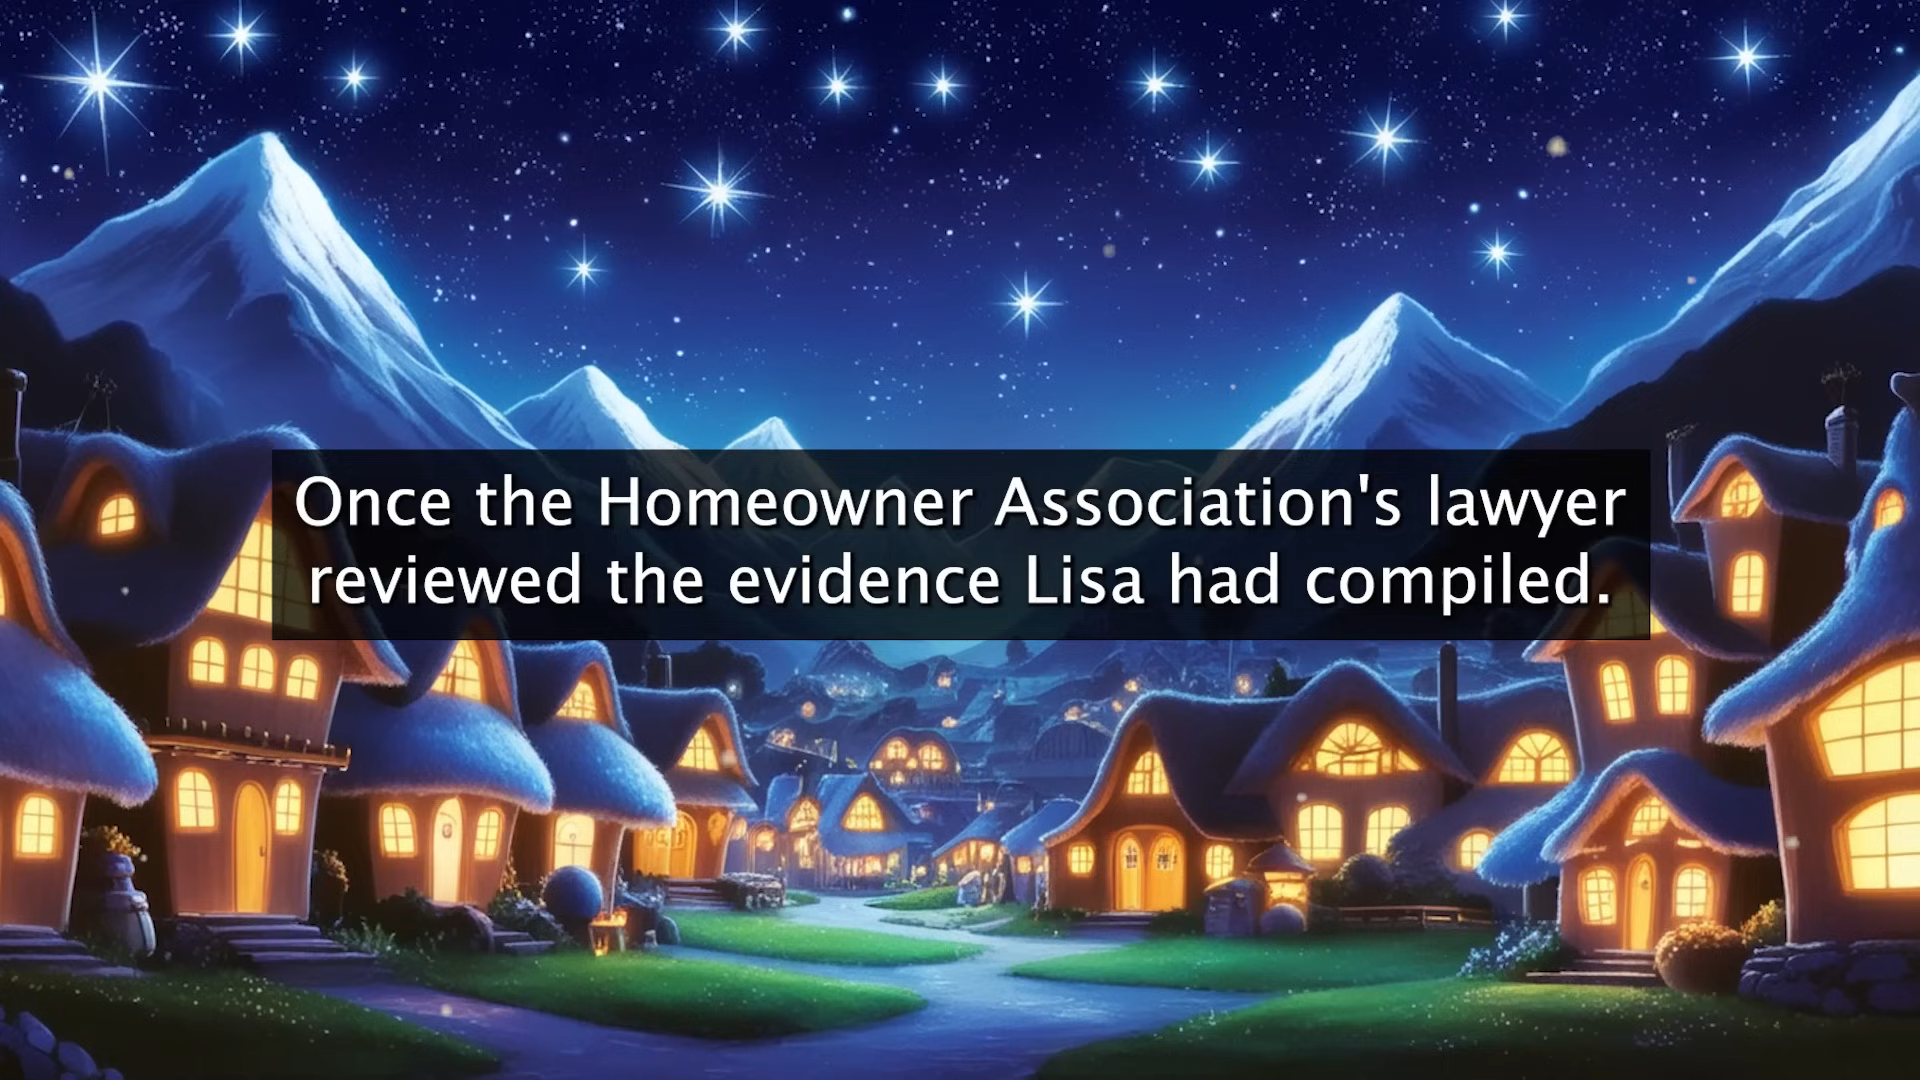 Once the Homeowner Association's lawyer
reviewed the evidence Lisa had compiled.